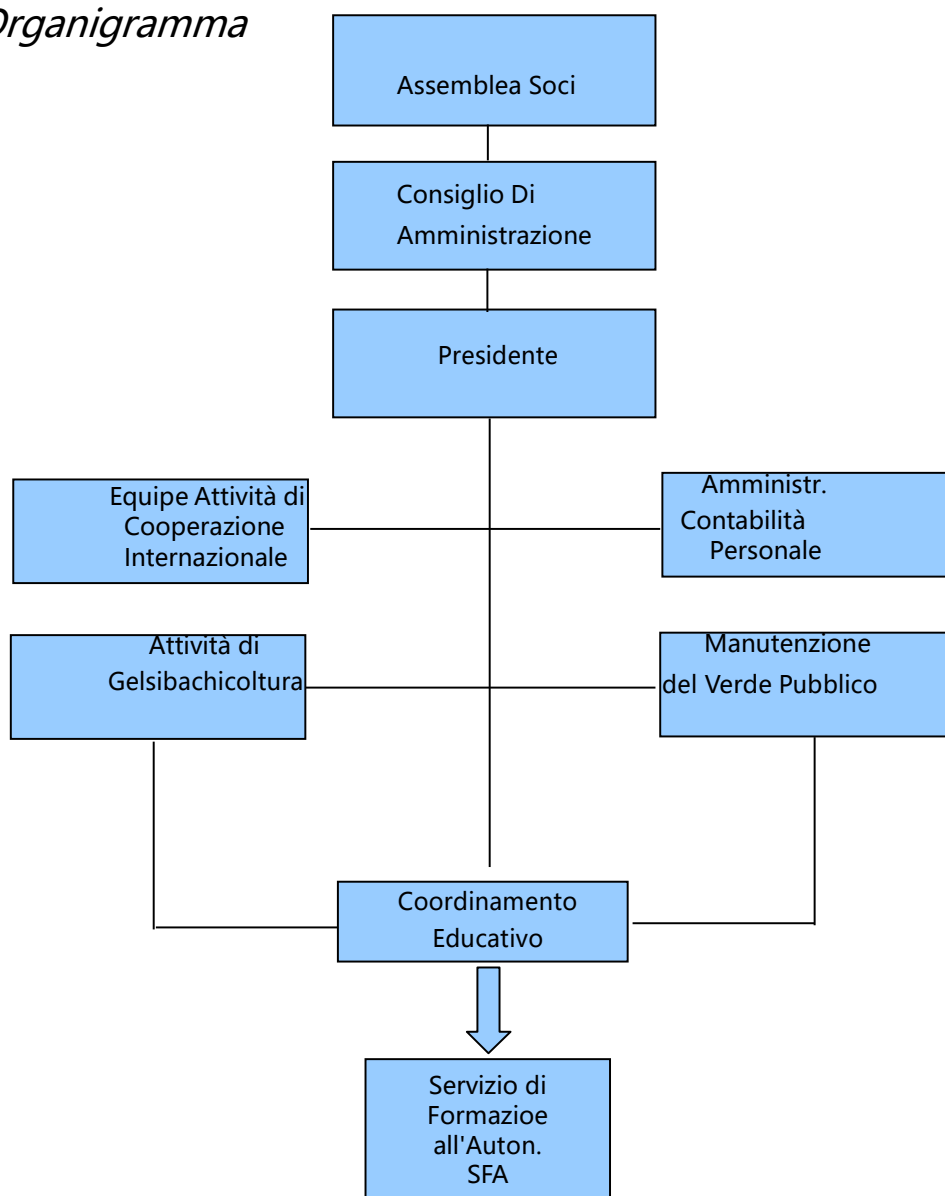 Organigramma
Assemblea Soci
Consiglio Di
Amministrazione
Presidente
Equipe Attività di
Cooperazione
Internazionale
Amministr.
Contabilità
Personale
Attività di
Gelsibachicoltura
Manutenzione
del Verde Pubblico
Coordinamento
Educativo
Servizio di
Formazioe
all'Auton.
SFA